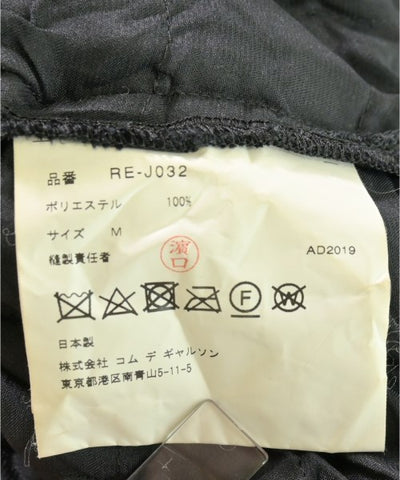 品番 RE-J032
ポリエステル 100%
サイズ M
縫製責任者 濱口 AD2019
F W
日本製
株式会社 コム デ ギャルソン
東京都港区南青山5-11-5